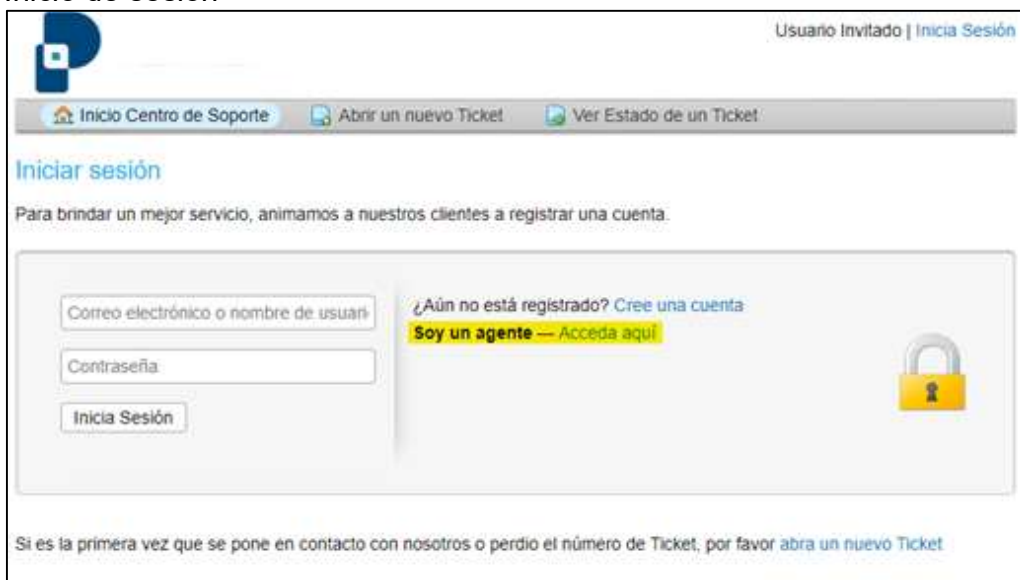 Inicio de sesión
Usuario Invitado | Inicia Sesión
Inicio Centro de Soporte Abrir un nuevo Ticket Ver Estado de un Ticket
Iniciar sesión
Para brindar un mejor servicio, animamos a nuestros clientes a registrar una cuenta.
¿Aún no está registrado? Cree una cuenta
Correo electrónico o nombre de usuari
Soy un agente — Acceda aquí
Contraseña
Inicia Sesión
Si es la primera vez que se pone en contacto con nosotros o perdio el número de Ticket, por favor abra un nuevo Ticket